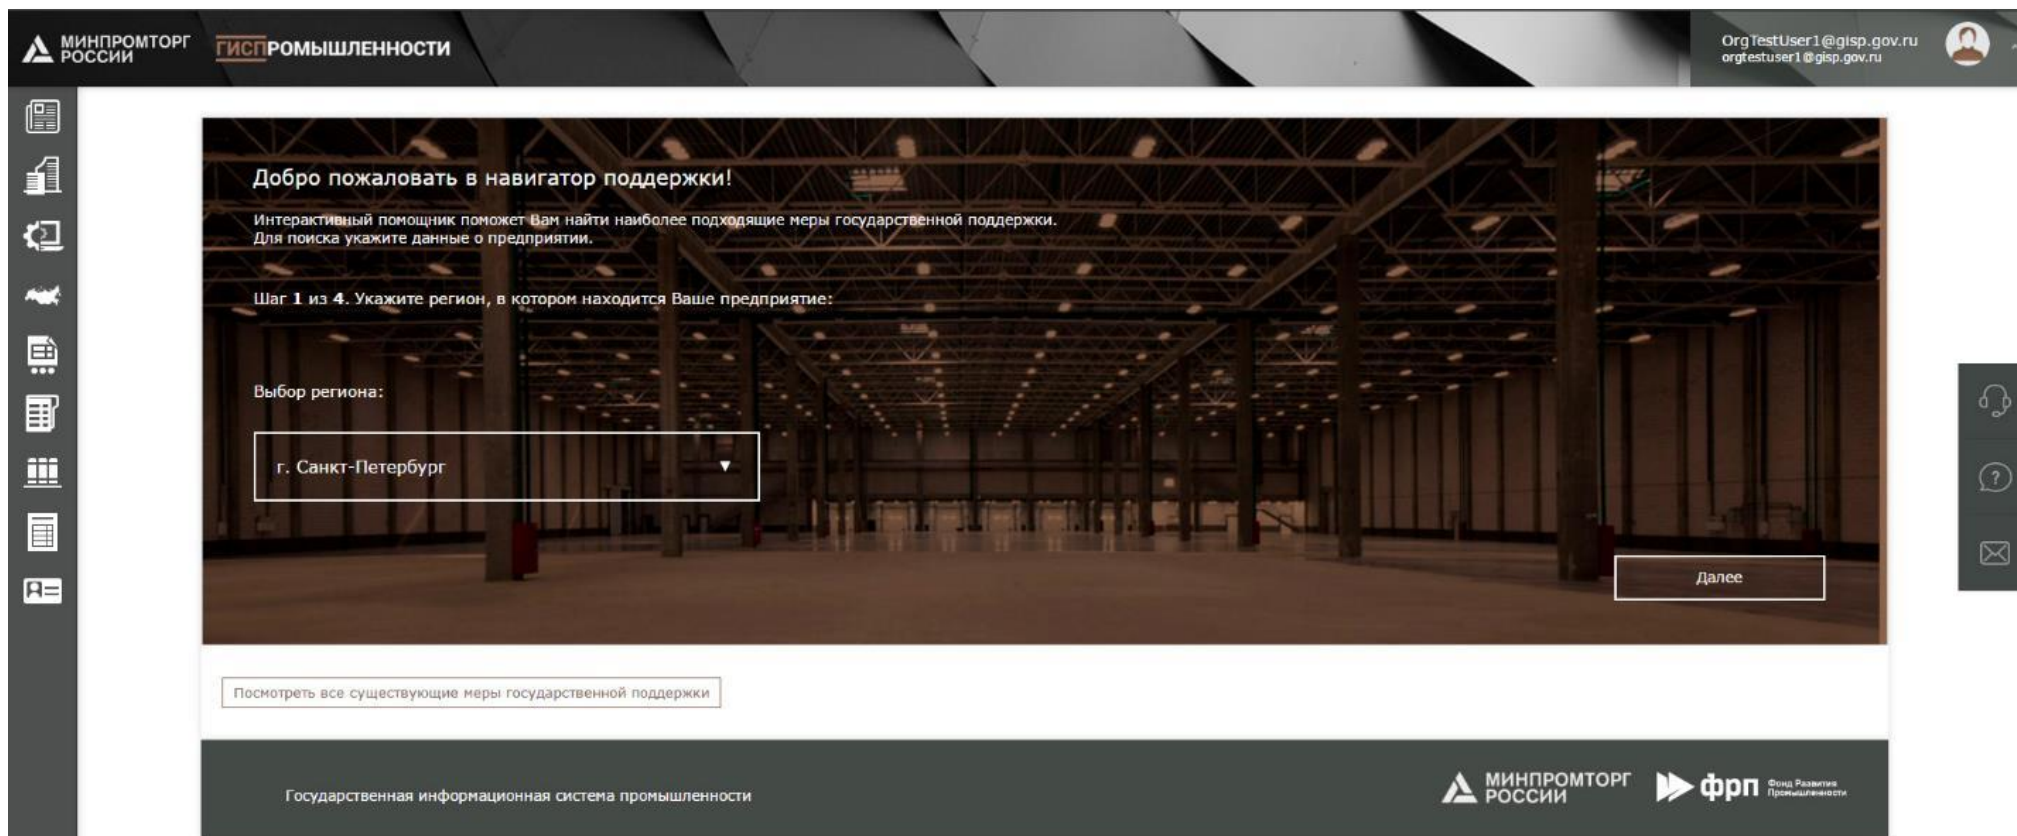 МИНПРОМТОРГ
РОССИИ
ГИСПРОМЫШЛЕННОСТИ
OrgTestUser1@gisp.gov.ru
orgtestuser1@gisp.gov.ru
Добро пожаловать в навигатор поддержки!
Интерактивный помощник поможет Вам найти наиболее подходящие меры государственной поддержки.
Для поиска укажите данные о предприятии.
Шаг 1 из 4. Укажите регион, в котором находится Ваше предприятие:
Выбор региона:
г. Санкт-Петербург
Далее
Посмотреть все существующие меры государственной поддержки
Государственная информационная система промышленности
МИНПРОМТОРГ
РОССИИ
фрп
Фонд Развития
Промышленности